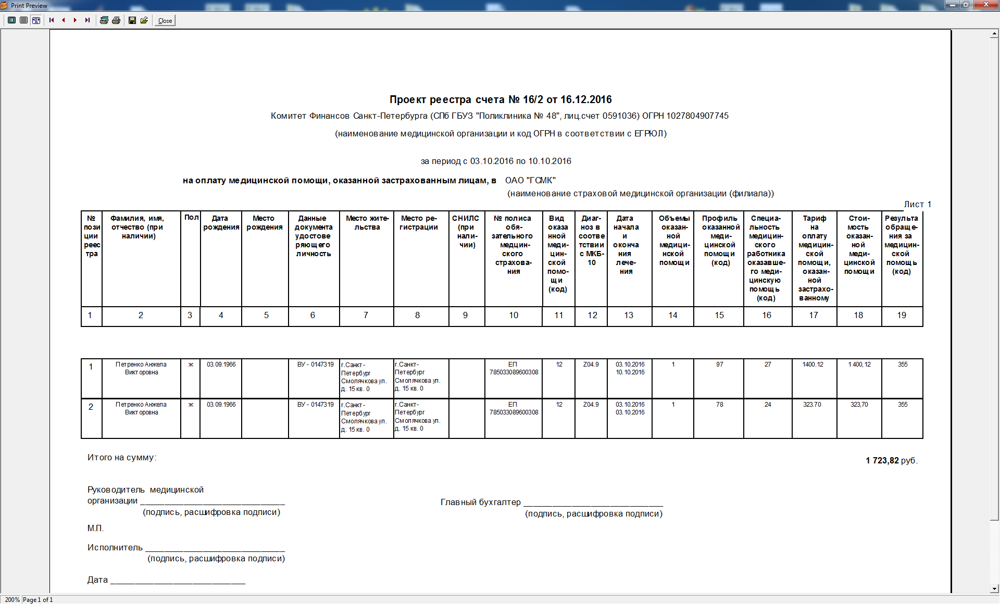 Print Preview
Close
Проект реестра счета № 16/2 от 16.12.2016
Комитет Финансов Санкт-Петербурга (СПб ГБУЗ "Поликлиника № 48", лиц.счет 0591036) ОГРН 1027804907745
(наименование медицинской организации и код ОГРН в соответствии с ЕГРЮЛ)
за период с 03.10.2016 по 10.10.2016
на оплату медицинской помощи, оказанной застрахованным лицам, в ОАО "ГСМК"
(наименование страховой медицинской организации (филиала))
Лист 1
№
пози
ции
реес
тра
Фамилия, имя,
отчество (при
наличии)
Пол
Дата
рождения
Место
рождения
Данные
документа
удостове
ряющего
личность
Место жите-
льства
Место ре-
гистрации
СНИЛС
(при
нали-
чии)
№ полиса
обя-
зательного
медцин-
ского
страхова-
ния
Вид
оказа
нной
меди-
цин-
ской
помо-
щи
(код)
Диаг-
ноз в
соотве
тствии
с МКБ-
10
Дата
начала
и
оконча
ния
лече-
ния
Объемы
оказан-
ной
медици-
нской
помощи
Профиль
оказанной
меди-
цинской
помощи
(код)
Специа-
льность
медицин-
ского
работника
оказавше-
го меди-
цинскую
помощь
(код)
Тариф
на
оплату
медицин-
ской
помощи,
оказан-
ной
застрахо-
ванному
Стои-
мость
оказан-
ной
меди-
цинской
помощи
Результа
обраще-
ния за
медицин-
ской
помощь
(код)
1 2 3 4 5 6 7 8 9 10 11 12 13 14 15 16 17 18 19
1 Петренко Анжела ж 03.09.1966 ВУ - 0147319 г.Санкт- г.Санкт- ЕП 12 Z04.9 03.10.2016 1 97 27 1400.12 1 400,12 355
Викторовна Петербург Петербург 785033089600308 10.10.2016
Смолячкова ул. Смолячкова ул.
д. 15 кв. 0 д. 15 кв. 0
2 Петренко Анжела ж 03.09.1966 ВУ - 0147319 г.Санкт- г.Санкт- ЕП 12 Z04.9 03.10.2016 1 78 24 323.70 323,70 355
Викторовна Петербург Петербург 785033089600308 03.10.2016
Смолячкова ул. Смолячкова ул.
д. 15 кв. 0 д. 15 кв. 0
Итого на сумму: 1 723,82 руб.
Руководитель медицинской
организации ______________________________
(подпись, расшифровка подписи)
Главный бухгалтер _____________________________
(подпись, расшифровка подписи)
М.П.
Исполнитель _____________________________
(подпись, расшифровка подписи)
Дата ____________________________
200% Page 1 of 1